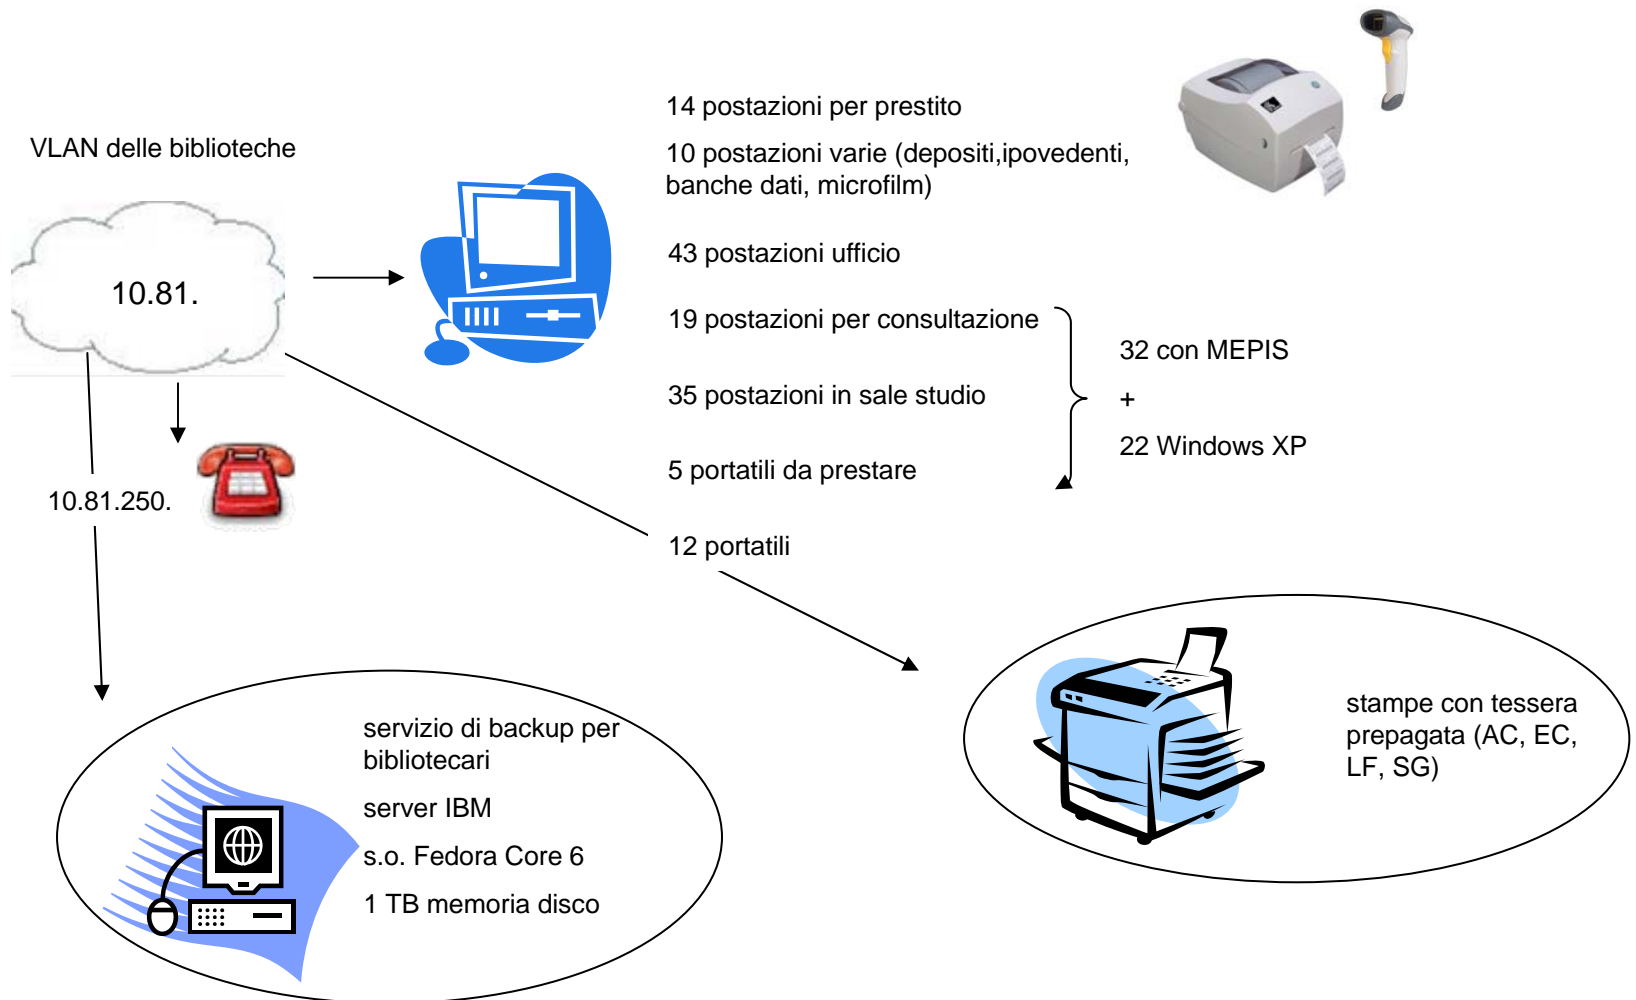 VLAN delle biblioteche
10.81.
10.81.250.
14 postazioni per prestito
10 postazioni varie (depositi,ipovedenti,
banche dati, microfilm)
43 postazioni ufficio
19 postazioni per consultazione
35 postazioni in sale studio
5 portatili da prestare
12 portatili
32 con MEPIS
+
22 Windows XP
servizio di backup per
bibliotecari
server IBM
s.o. Fedora Core 6
1 TB memoria disco
stampe con tessera
prepagata (AC, EC,
LF, SG)